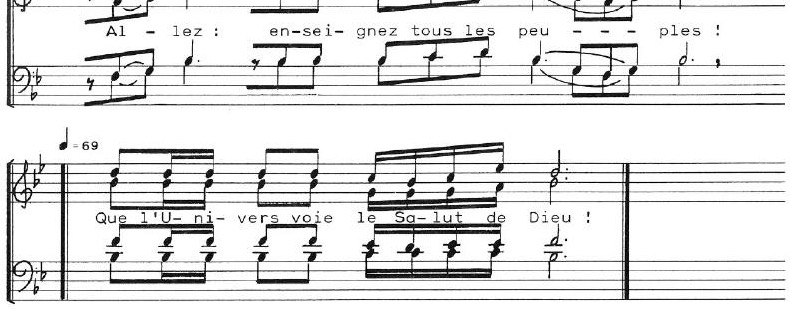 Al - lez : en-sei- gnez tous les peu - - - ples !
♩ = 69
Que l'U- ni- vers voie le Sa- lut de Dieu !